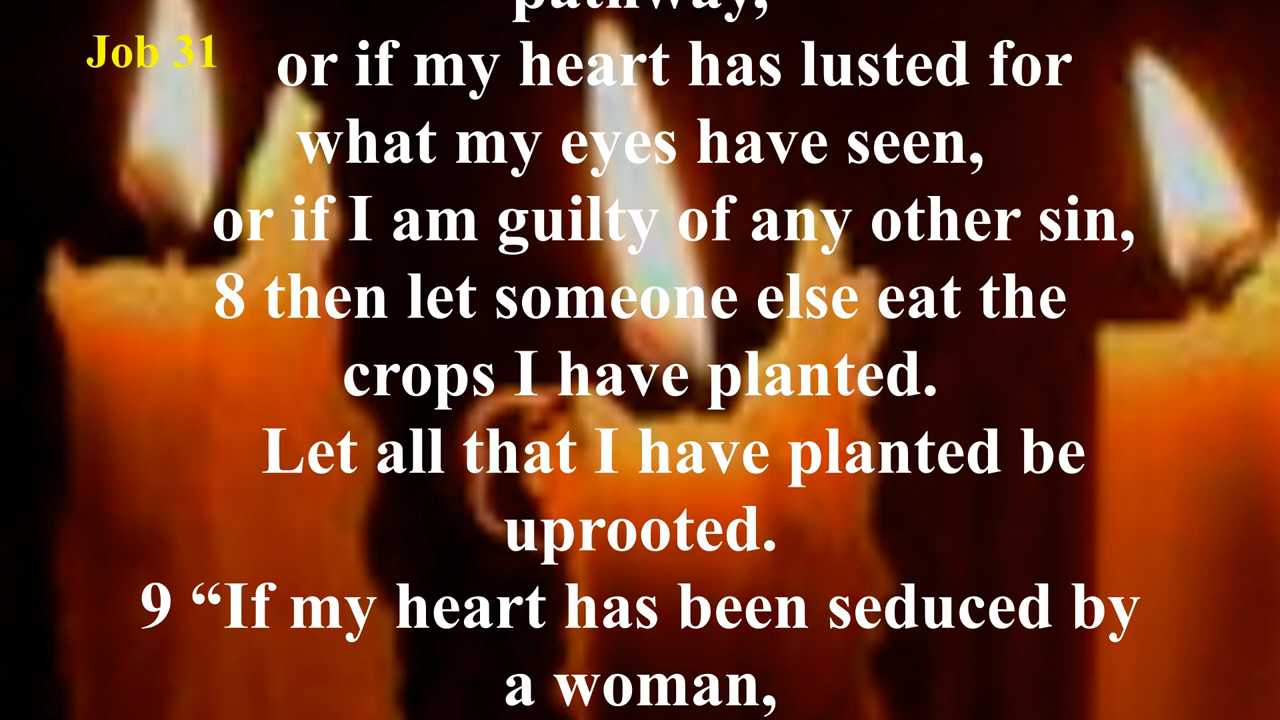 pathway,
Job 31
or if my heart has lusted for
what my eyes have seen,
or if I am guilty of any other sin,
8 then let someone else eat the
crops I have planted.
Let all that I have planted be
uprooted.
9 “If my heart has been seduced by
a woman,